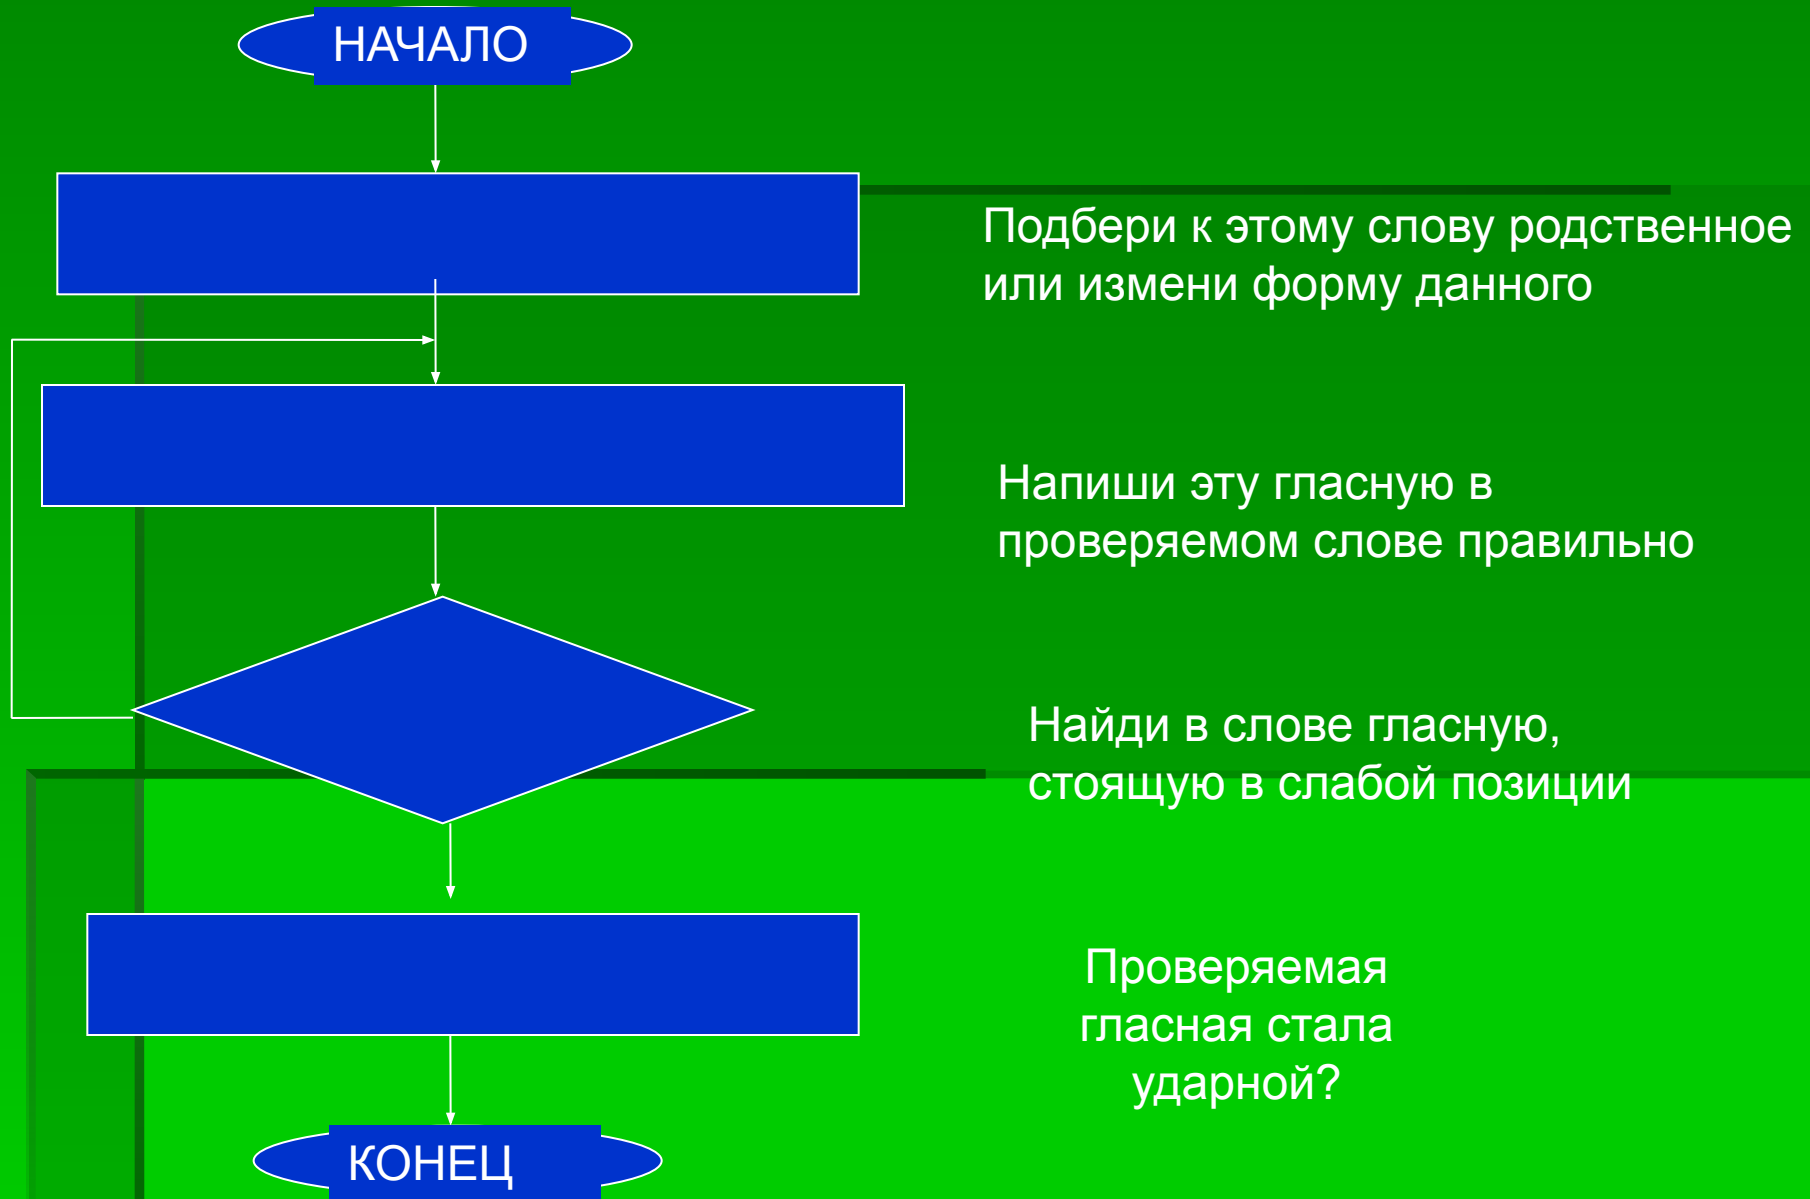 НАЧАЛО
Подбери к этому слову родственное
или измени форму данного
Напиши эту гласную в
проверяемом слове правильно
Найди в слове гласную,
стоящую в слабой позиции
Проверяемая
гласная стала
ударной?
КОНЕЦ